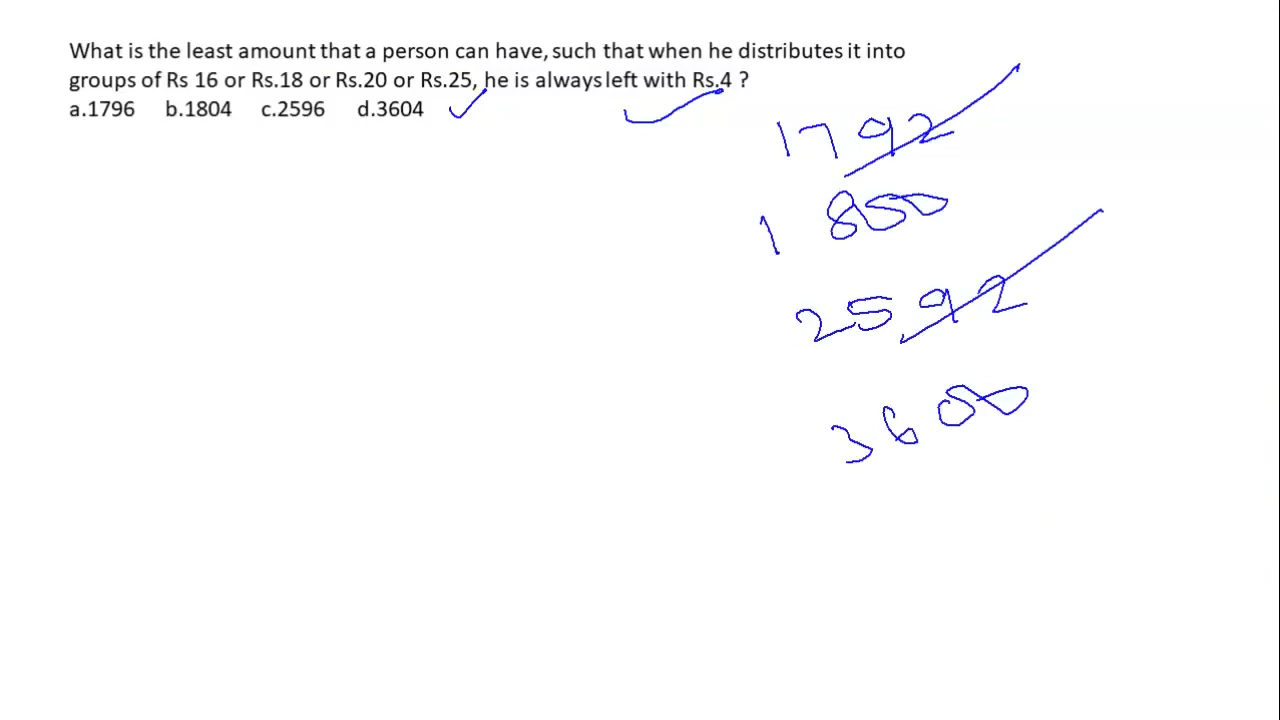 What is the least amount that a person can have, such that when he distributes it into
groups of Rs 16 or Rs.18 or Rs.20 or Rs.25, he is always left with Rs.4 ?
a.1796 b.1804 c.2596 d.3604
1792
1800
2592
3600